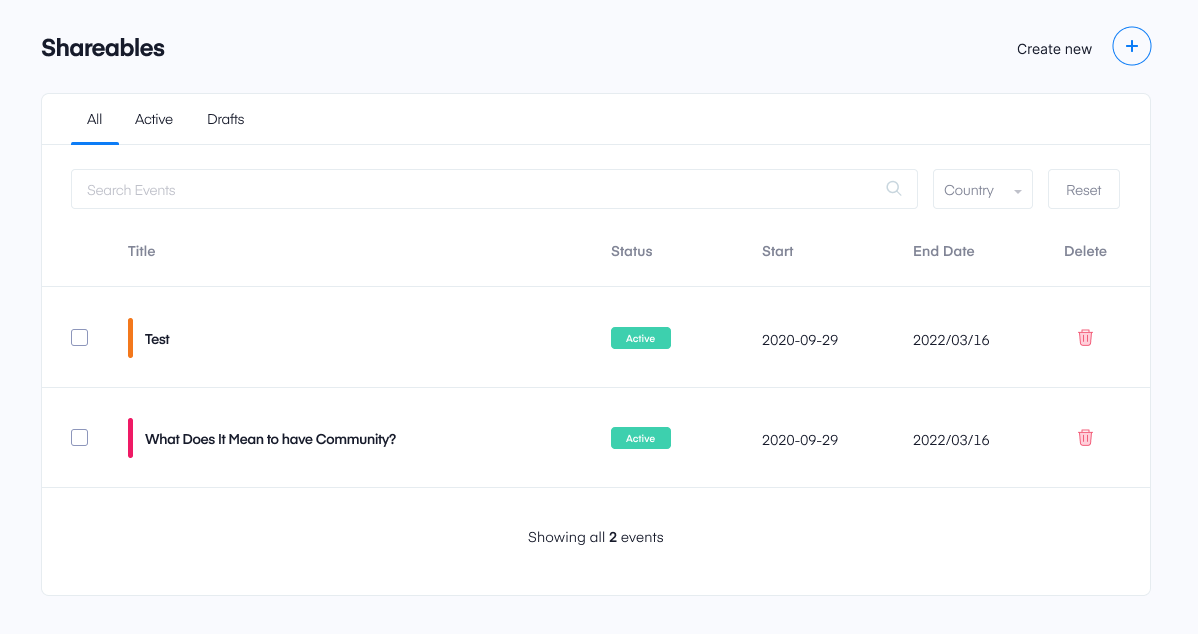 Shareables
Create new
All Active Drafts
Search Events Country Reset
Title Status Start End Date Delete
Test Active 2020-09-29 2022/03/16
What Does It Mean to have Community? Active 2020-09-29 2022/03/16
Showing all 2 events